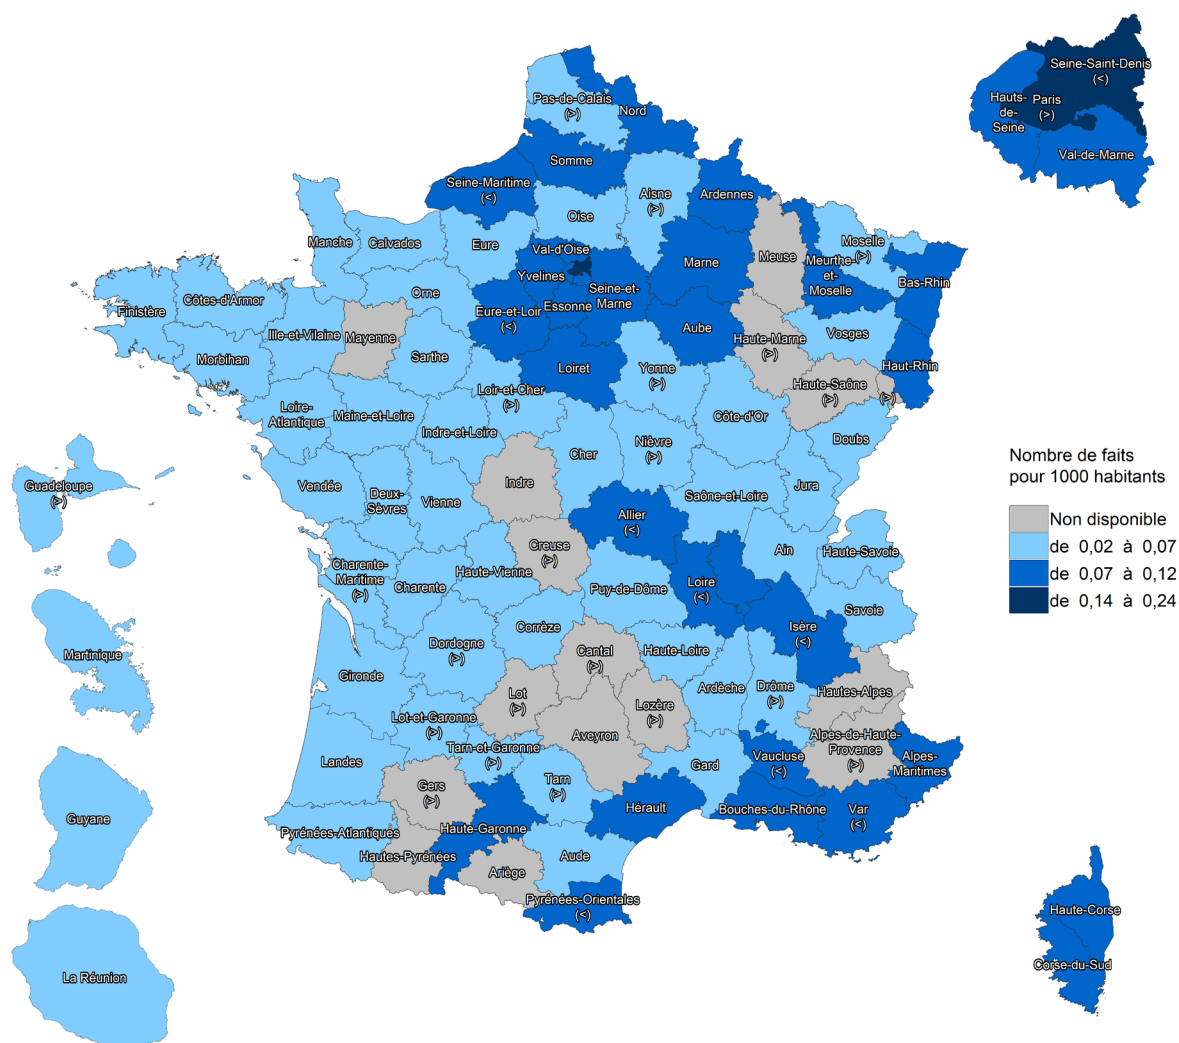 Seine-Saint-Denis
(<)
Hauts-
de-
Seine
Paris
(>)
Val-de-Marne
Pas-de-Calais
(>)
Nord
Somme
Seine-Maritime
(<)
Aisne
(>)
Ardennes
Oise
Manche
Calvados
Eure
Val-d'Oise
Marne
Meuse
Moselle
(>)
Meurthe-
et-
Moselle
Bas-Rhin
Yvelines
Seine-et-
Marne
Essonne
Orne
Côtes-d'Armor
Finistère
Ille-et-Vilaine
Mayenne
Eure-et-Loir
(<)
Aube
Haute-Marne
(>)
Vosges
Morbihan
Sarthe
Loiret
Yonne
(>)
Haute-Saône
(>)
Haut-Rhin
(>)
Loir-et-Cher
(>)
Loire-
Atlantique
Maine-et-Loire
Indre-et-Loire
Côte-d'Or
Doubs
Cher
Nièvre
(>)
Vendée
Deux-
Sèvres
Vienne
Indre
Saône-et-Loire
Jura
Allier
(<)
Creuse
(>)
Ain
Haute-Savoie
Charente-
Maritime
(>)
Charente
Haute-Vienne
Puy-de-Dôme
Loire
(<)
Savoie
Isère
(<)
Corrèze
Dordogne
(>)
Cantal
(>)
Haute-Loire
Gironde
Ardèche
Drôme
(>)
Hautes-Alpes
Lot
(>)
Lozère
(>)
Lot-et-Garonne
(>)
Aveyron
Alpes-de-Haute-
Provence
(>)
Tarn-et-Garonne
(>)
Landes
Gard
Vaucluse
(<)
Alpes-
Maritimes
Gers
(>)
Tarn
(>)
Hérault
Bouches-du-Rhône
Var
(<)
Pyrénées-Atlantiques
Haute-Garonne
Hautes-Pyrénées
Ariège
Aude
Pyrénées-Orientales
(<)
Haute-Corse
Corse-du-Sud
Guadeloupe
(>)
Martinique
Guyane
La Réunion
Nombre de faits
pour 1000 habitants
Non disponible
de 0,02 à 0,07
de 0,07 à 0,12
de 0,14 à 0,24